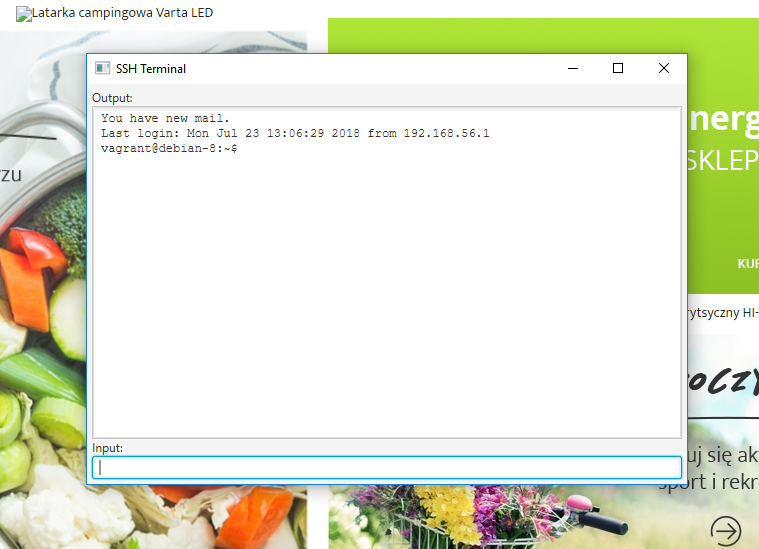 Latarka campingowa Varta LED
SSH Terminal
Output:
You have new mail.
Last login: Mon Jul 23 13:06:29 2018 from 192.168.56.1
vagrant@debian-8:~$
Input:
rzu
nerg
SKLEP
KUP
rytsyczny HI-
OCZY
uj się ak
sport i rekr